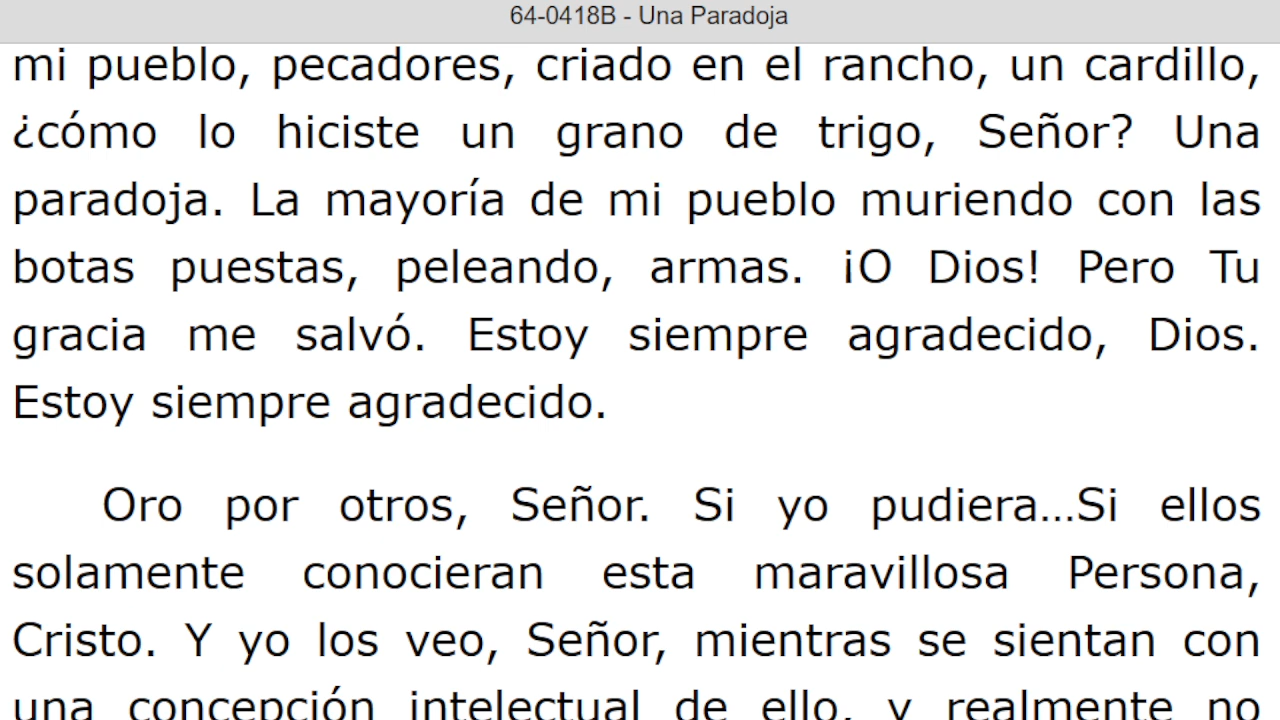 64-0418B - Una Paradoja
mi pueblo, pecadores, criado en el rancho, un cardillo,
¿cómo lo hiciste un grano de trigo, Señor? Una
paradoja. La mayoría de mi pueblo muriendo con las
botas puestas, peleando, armas. ¡O Dios! Pero Tu
gracia me salvó. Estoy siempre agradecido, Dios.
Estoy siempre agradecido.
Oro por otros, Señor. Si yo pudiera...Si ellos
solamente conocieran esta maravillosa Persona,
Cristo. Y yo los veo, Señor, mientras se sientan con
una concepción intelectual de ello, y realmente no